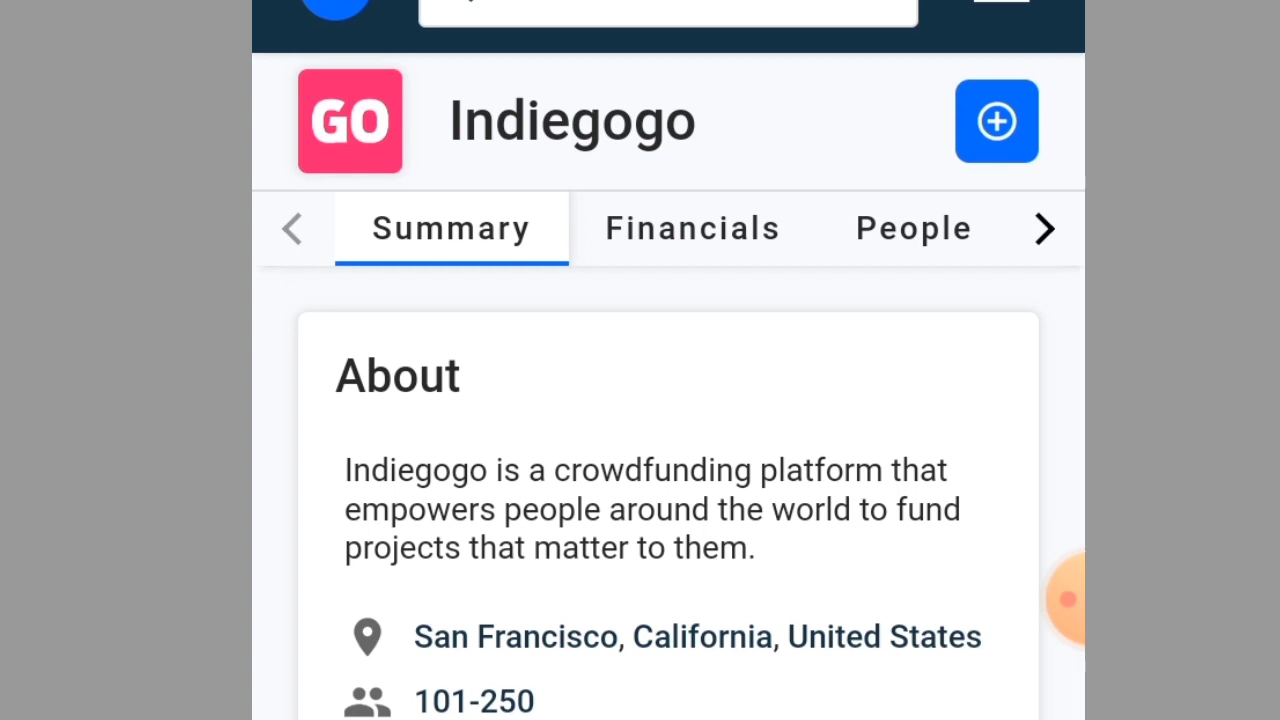 GO
Indiegogo
Summary
Financials
People
About
Indiegogo is a crowdfunding platform that
empowers people around the world to fund
projects that matter to them.
San Francisco, California, United States
101-250